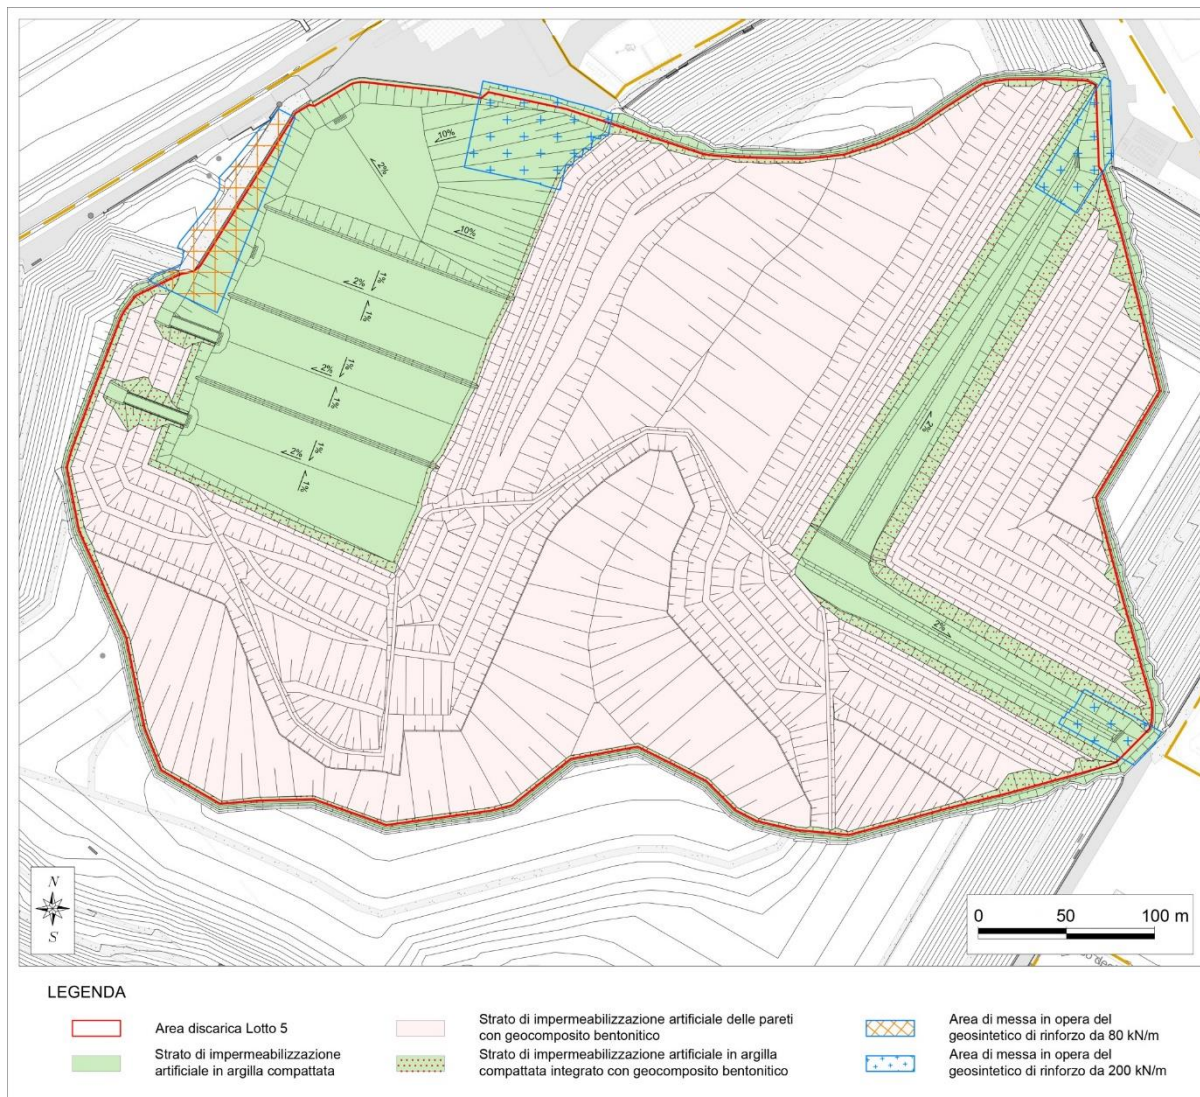 10%
2%
10%
1%
2%
1%
1%
2%
1%
1%
2%
1%
2%
2%
N
S
0 50 100 m
LEGENDA
Area discarica Lotto 5
Strato di impermeabilizzazione
artificiale in argilla compattata
Strato di impermeabilizzazione artificiale delle pareti
con geocomposito bentonitico
Strato di impermeabilizzazione artificiale in argilla
compattata integrato con geocomposito bentonitico
Area di messa in opera del
geosintetico di rinforzo da 80 kN/m
Area di messa in opera del
geosintetico di rinforzo da 200 kN/m